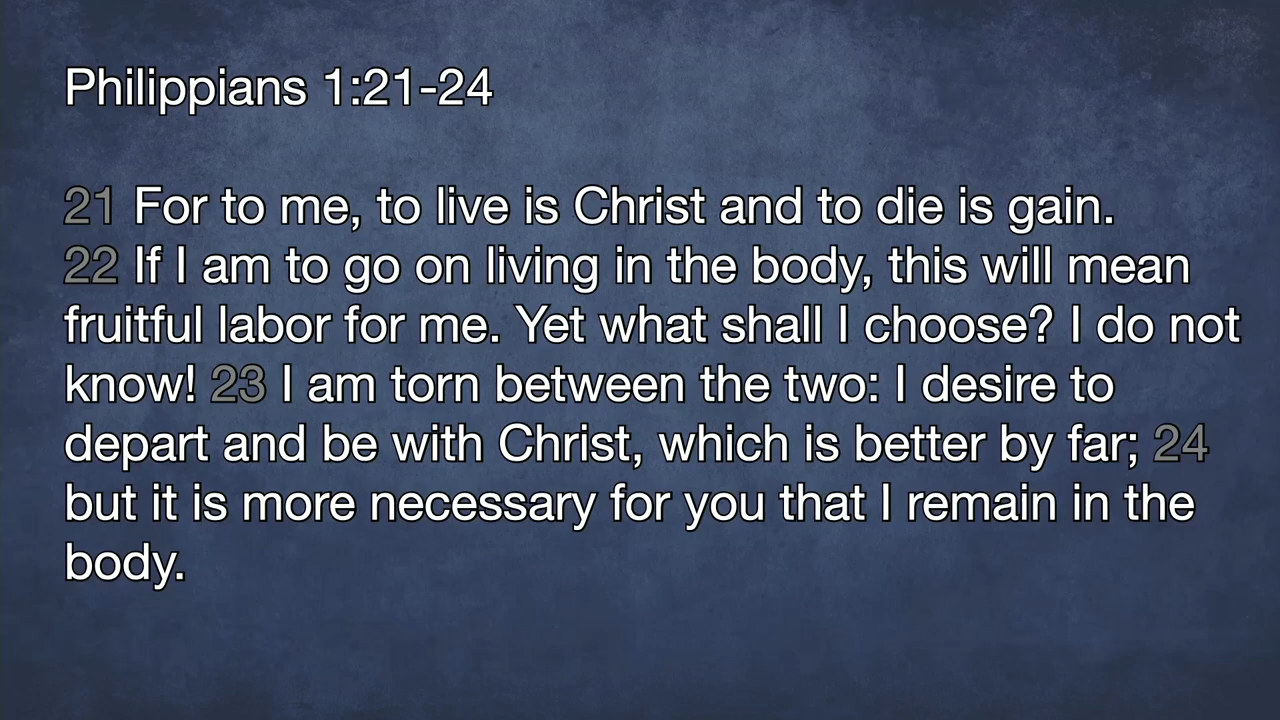 Philippians 1:21-24
21 For to me, to live is Christ and to die is gain.
22 If I am to go on living in the body, this will mean
fruitful labor for me. Yet what shall I choose? I do not
know! 23 I am torn between the two: I desire to
depart and be with Christ, which is better by far; 24
but it is more necessary for you that I remain in the
body.